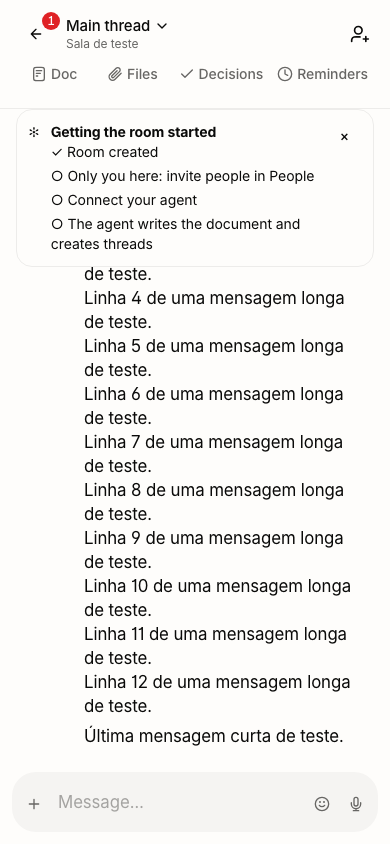 1
Main thread
Sala de teste
Doc Files Decisions Reminders
Getting the room started
✓ Room created
○ Only you here: invite people in People
○ Connect your agent
○ The agent writes the document and
creates threads
de teste.
Linha 4 de uma mensagem longa
de teste.
Linha 5 de uma mensagem longa
de teste.
Linha 6 de uma mensagem longa
de teste.
Linha 7 de uma mensagem longa
de teste.
Linha 8 de uma mensagem longa
de teste.
Linha 9 de uma mensagem longa
de teste.
Linha 10 de uma mensagem longa
de teste.
Linha 11 de uma mensagem longa
de teste.
Linha 12 de uma mensagem longa
de teste.
Última mensagem curta de teste.
Message...